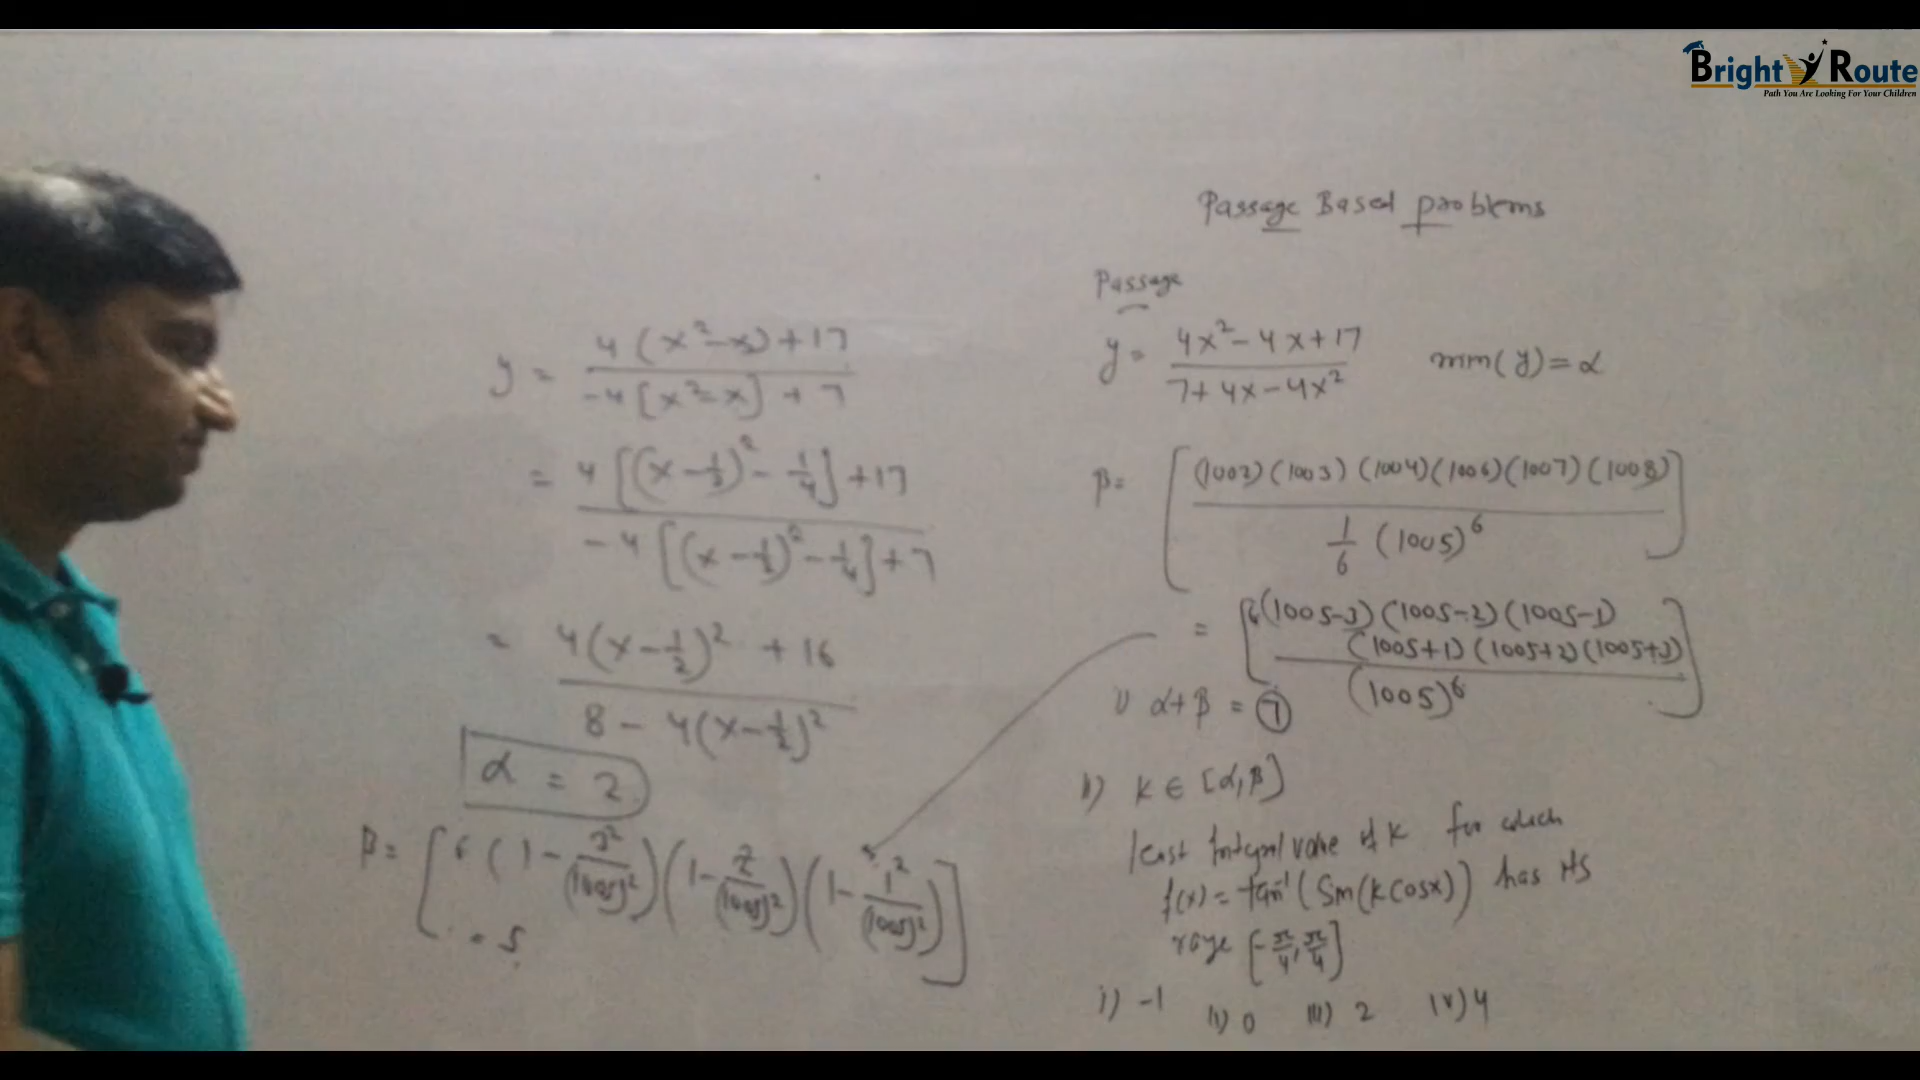 Bright Route
Path You Are Looking For Your Children
Passage Based problems
Passage
y = (4x² - 4x + 17) / (7 + 4x - 4x²)   min(y) = α
β = [ (1002)(1003)(1004)(1006)(1007)(1008) / (1/6 (1005)⁶) ]
= [ 6(1005-3)(1005-2)(1005-1)
(1005+1)(1005+2)(1005+3) / (1005)⁶ ]
1) α+β = 7
k ∈ [α, β]
least Integral value of k for which
f(x) = tan⁻¹(Sin(k cosx)) has its
range [-π/4, π/4]
i) -1   ii) 0   iii) 2   iv) 4
y = (4(x²-x)+17) / (-4[x²-x]+7)
= (4[(x-1/2)² - 1/4]+17) / (-4[(x-1/2)² - 1/4]+7)
= (4(x-1/2)² + 16) / (8 - 4(x-1/2)²)
α = 2
β = [ 6(1 - 3²/(1005)²)(1 - 2/(1005)²)(1 - 1²/(1005)²) ]
= 5